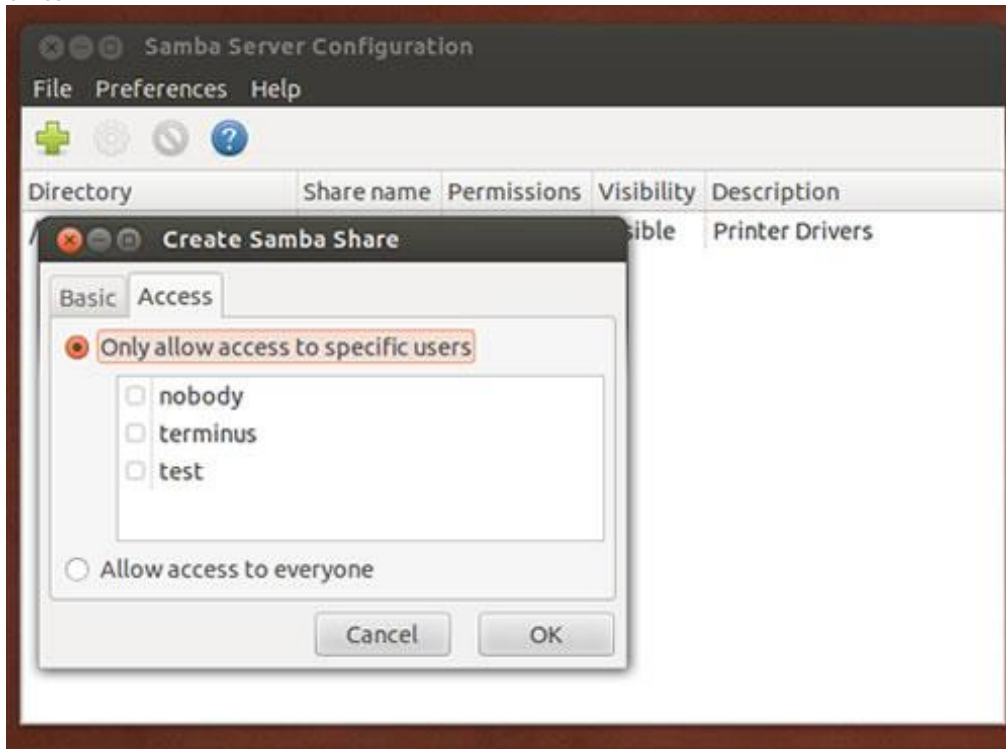 Samba Server Configuration
File Preferences Help
Directory Share name Permissions Visibility Description
Printer Drivers
Create Samba Share
Basic Access
Only allow access to specific users
nobody
terminus
test
Allow access to everyone
Cancel OK